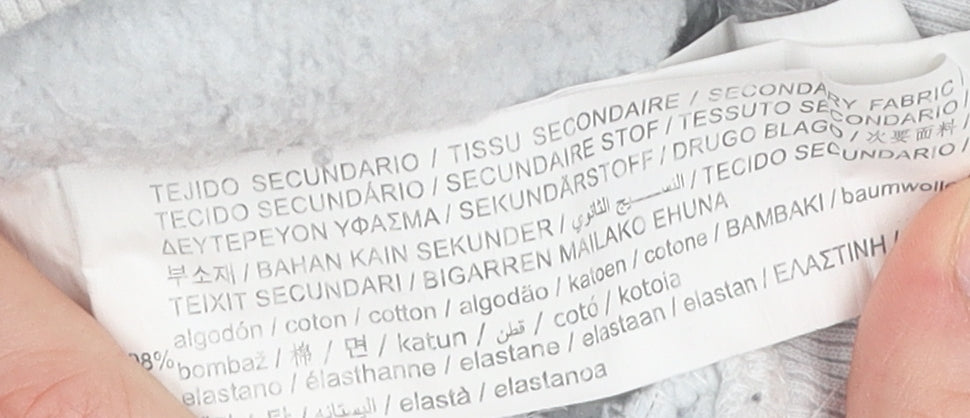 TEJIDO SECUNDARIO / TISSU SECONDAIRE / SECONDARY FABRIC
TECIDO SECUNDÁRIO / SECUNDAIRE STOF / TESSUTO SECONDARIO /
ΔΕΥΤΕΡΕΥΟΝ ΥΦΑΣΜΑ / SEKUNDÄRSTOFF / DRUGO BLAGO / 次要面料 /
부소재 / BAHAN KAIN SEKUNDER / النسيج الثانوي / TECIDO SECUNDARIO /
TEIXIT SECUNDARI / BIGARREN MAILAKO EHUNA
98% algodón / coton / cotton / algodão / katoen / cotone / ΒΑΜΒΑΚΙ / baumwolle
bombaž / 棉 / 면 / katun / قطن / cotó / kotoia
elastano / élasthanne / elastane / elastaan / elastan / ΕΛΑΣΤΙΝΗ /
/ elastà / elastanoa